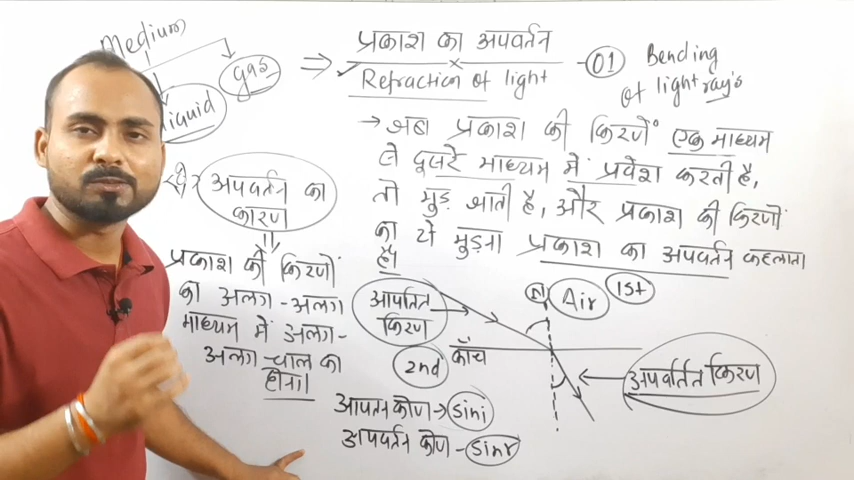 Medium
Liquid
Gas
प्रकाश का अपवर्तन
Refraction of light
01
Bending
of light ray's
→ जब प्रकाश की किरणें एक माध्यम
से दूसरे माध्यम में प्रवेश करती है,
तो मुड़ जाती है, और प्रकाश की किरणों
का ये मुड़ना प्रकाश का अपवर्तन कहलाता
है।
अपवर्तन का
कारण
प्रकाश की किरणों
का अलग-अलग
माध्यम में अलग-
अलग चाल का
होना।
आपतित
किरण
N
Air
1st
2nd
काँच
अपवर्तित किरण
आपतन कोण → sini
अपवर्तन कोण - sinr